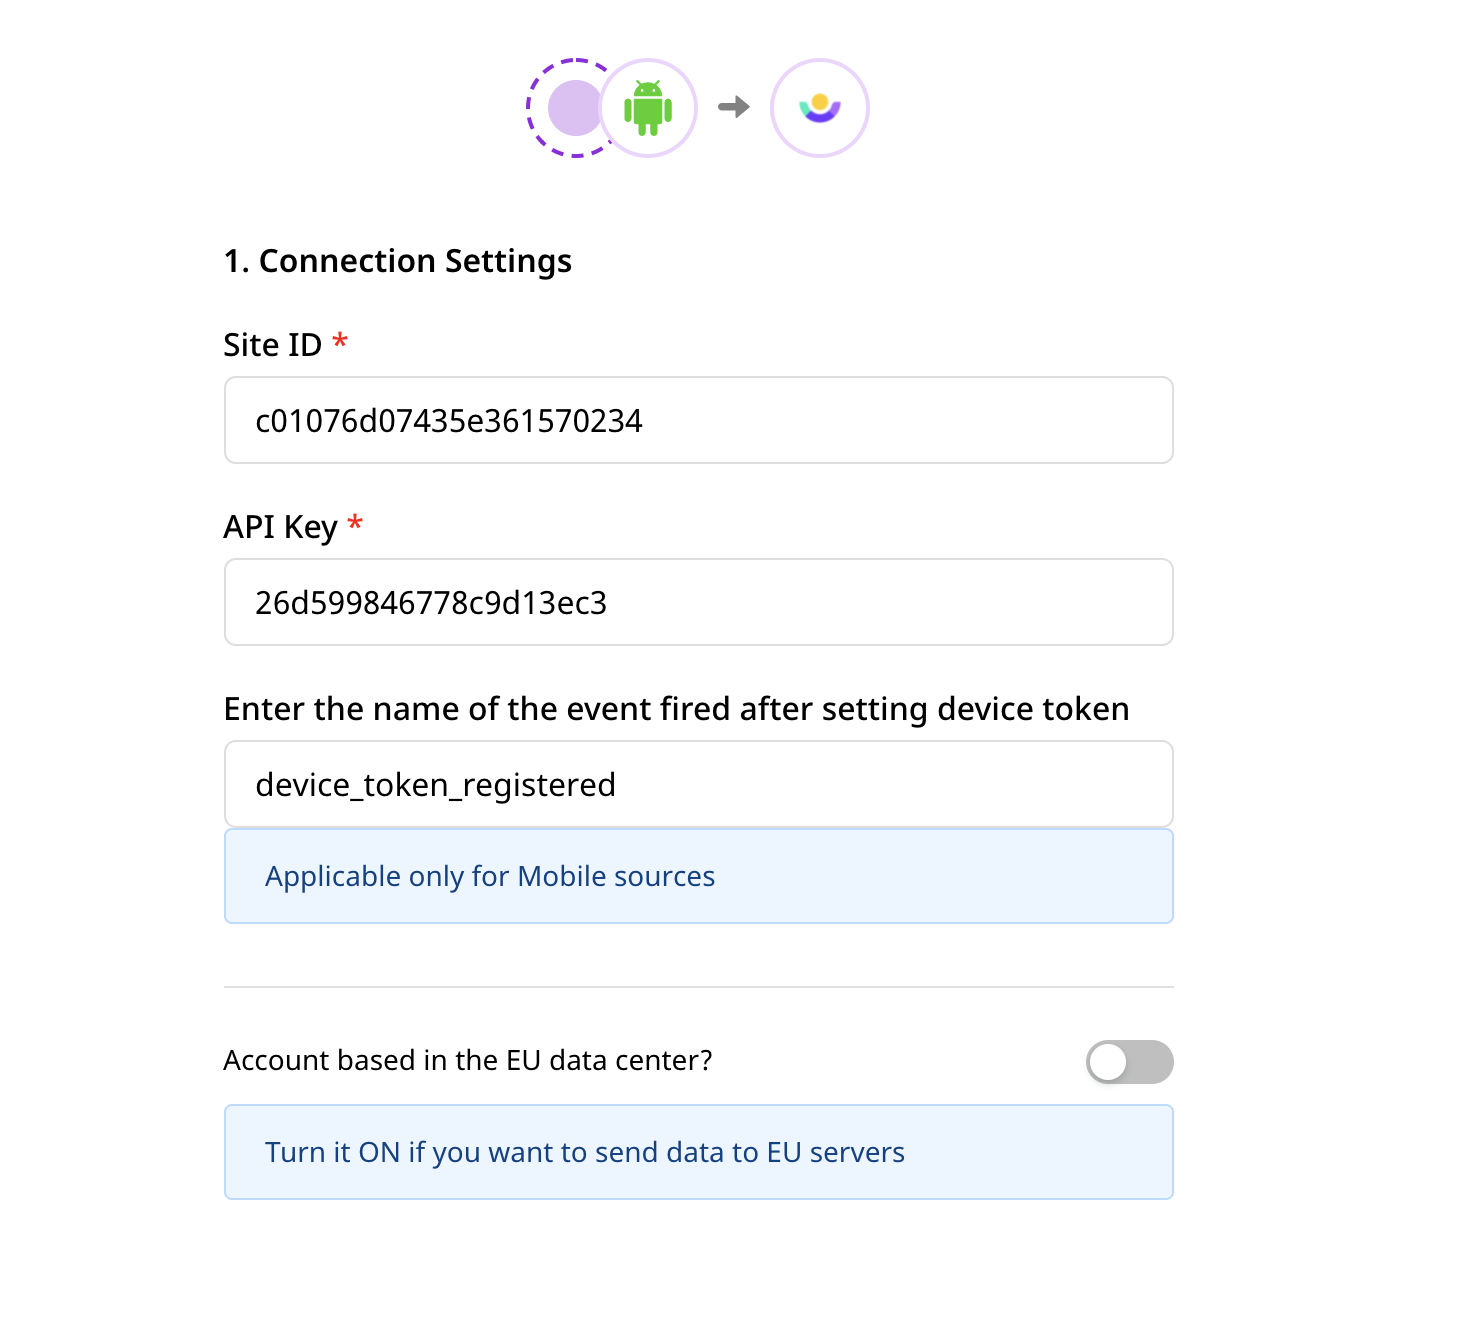 1. Connection Settings
Site ID *
c01076d07435e361570234
API Key *
26d599846778c9d13ec3
Enter the name of the event fired after setting device token
device_token_registered
Applicable only for Mobile sources
Account based in the EU data center?
Turn it ON if you want to send data to EU servers